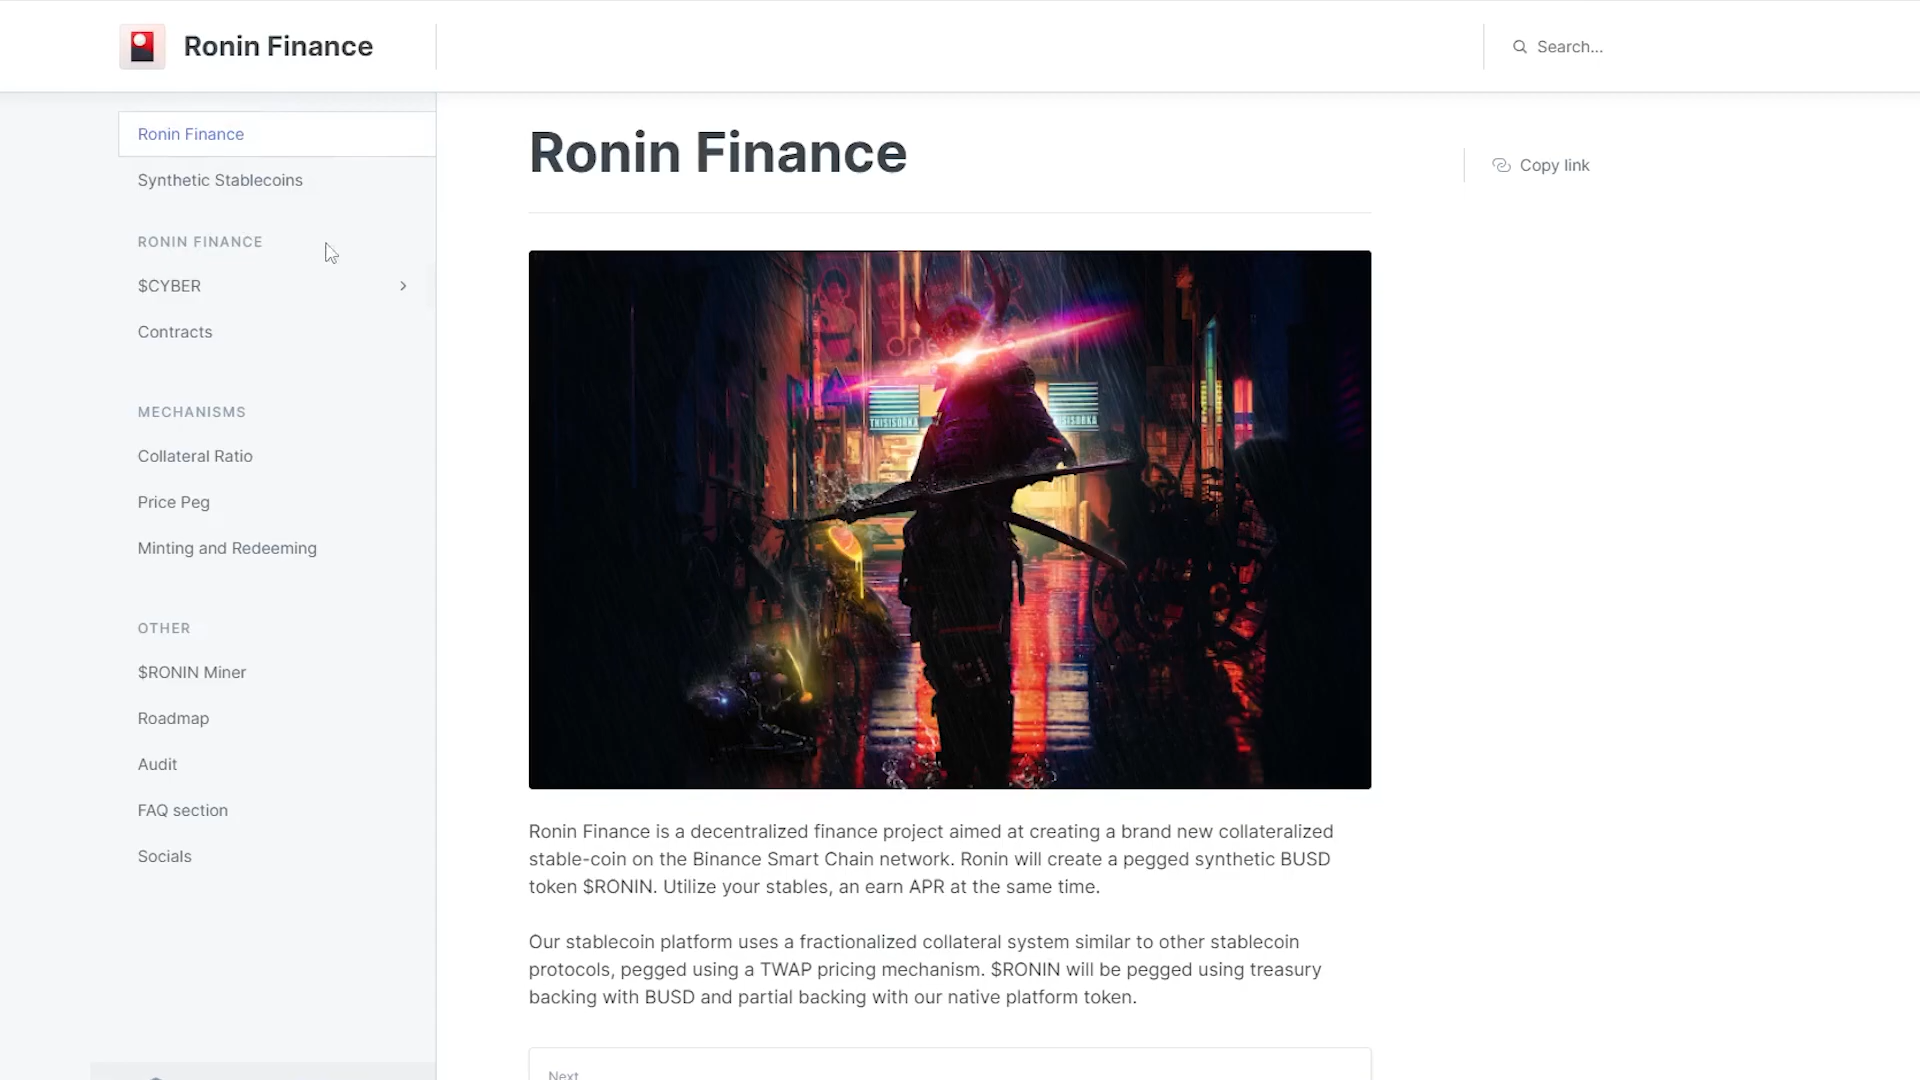 Ronin Finance
Search...
Ronin Finance
Synthetic Stablecoins
RONIN FINANCE
$CYBER
Contracts
MECHANISMS
Collateral Ratio
Price Peg
Minting and Redeeming
OTHER
$RONIN Miner
Roadmap
Audit
FAQ section
Socials
Ronin Finance
Copy link
THISISORKA
Ronin Finance is a decentralized finance project aimed at creating a brand new collateralized
stable-coin on the Binance Smart Chain network. Ronin will create a pegged synthetic BUSD
token $RONIN. Utilize your stables, an earn APR at the same time.
Our stablecoin platform uses a fractionalized collateral system similar to other stablecoin
protocols, pegged using a TWAP pricing mechanism. $RONIN will be pegged using treasury
backing with BUSD and partial backing with our native platform token.
Next